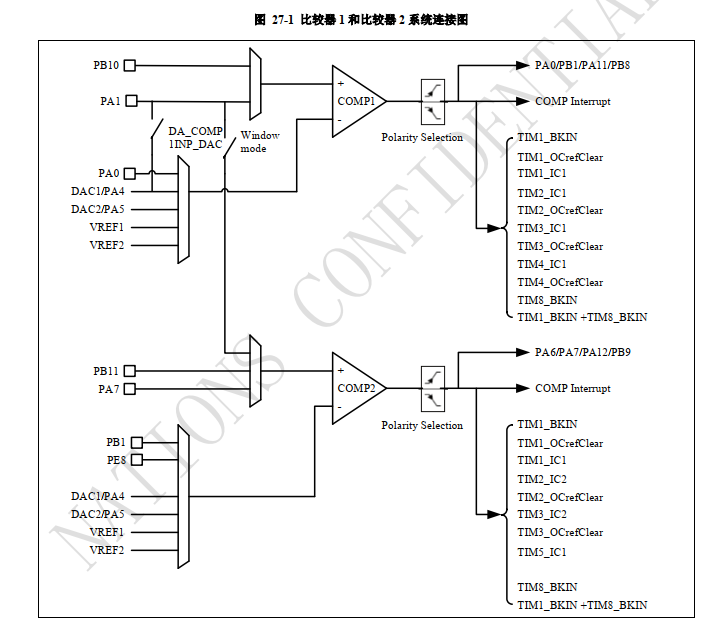 图 27-1 比较器 1 和比较器 2 系统连接图
PB10
PA1
DA_COMP
1INP_DAC
Window
mode
PA0
DAC1/PA4
DAC2/PA5
VREF1
VREF2
+
COMP1
-
Polarity Selection
PA0/PB1/PA11/PB8
COMP Interrupt
TIM1_BKIN
TIM1_OCrefClear
TIM1_IC1
TIM2_IC1
TIM2_OCrefClear
TIM3_IC1
TIM3_OCrefClear
TIM4_IC1
TIM4_OCrefClear
TIM8_BKIN
TIM1_BKIN +TIM8_BKIN
PB11
PA7
PB1
PE8
DAC1/PA4
DAC2/PA5
VREF1
VREF2
+
COMP2
-
Polarity Selection
PA6/PA7/PA12/PB9
COMP Interrupt
TIM1_BKIN
TIM1_OCrefClear
TIM1_IC1
TIM2_IC2
TIM2_OCrefClear
TIM3_IC2
TIM3_OCrefClear
TIM5_IC1
TIM8_BKIN
TIM1_BKIN +TIM8_BKIN
NATIONS CONFIDENTIAL